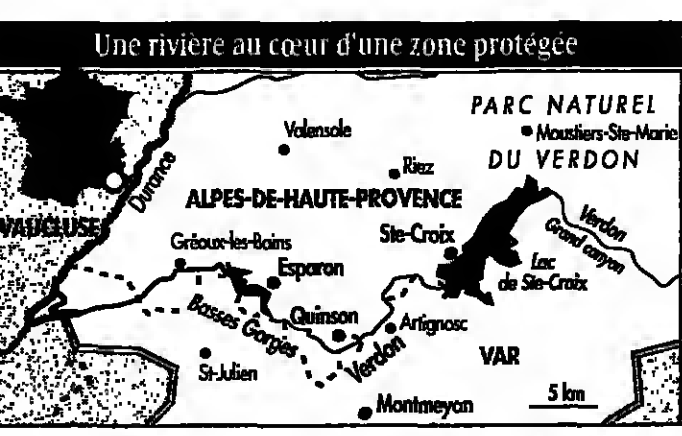 Une rivière au cœur d'une zone protégée
PARC NATUREL
Moustiers-Ste-Marie
DU VERDON
Valensole
Riez
Durance
ALPES-DE-HAUTE-PROVENCE
VAUCLUSE
Verdon
Grand canyon
Gréoux-les-Bains
Ste-Croix
Lac
de Ste-Croix
Esparon
Quinson
Artignosc
Basses Gorges
Verdon
VAR
St-Julien
5 km
Montmeyan